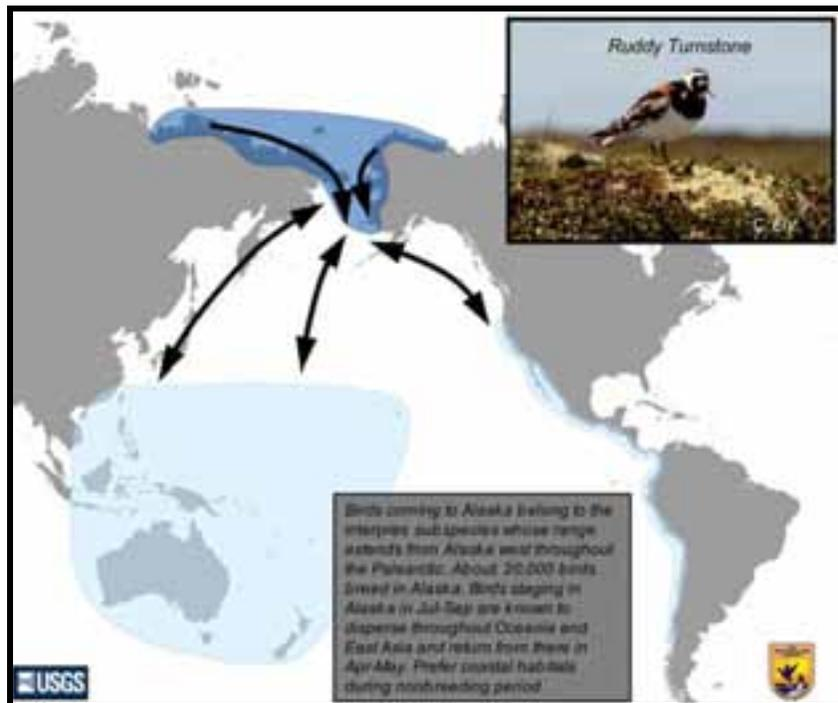 Ruddy Turnstone
Birds coming to Alaska belong to the
interpres subspecies whose range
extends from Alaska west throughout
the Palearctic. About 20,000 birds
breed in Alaska. Birds staging in
Alaska in Jul-Sep are known to
disperse throughout Oceania and
East Asia and return from there in
Apr-May. Prefer coastal habitats
during nonbreeding period
USGS